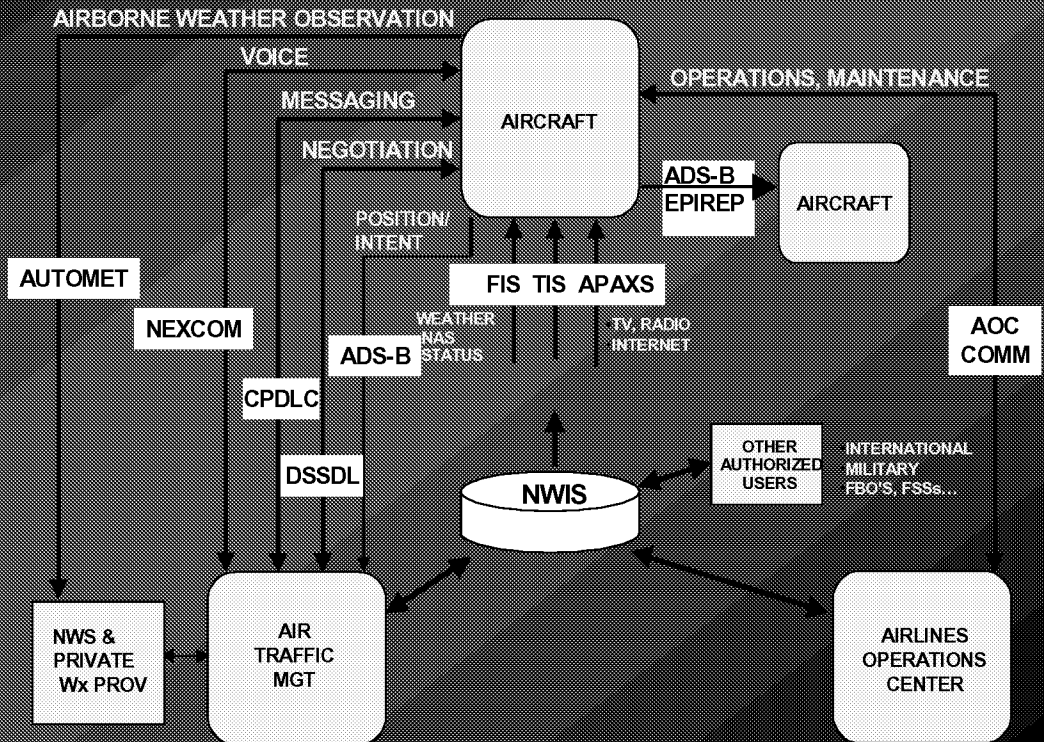 AIRBORNE WEATHER OBSERVATION
VOICE
MESSAGING
NEGOTIATION
POSITION/
INTENT
AIRCRAFT
OPERATIONS, MAINTENANCE
ADS-B
EPIREP
AIRCRAFT
AUTOMET
NEXCOM
CPDLC
DSSDL
ADS-B
FIS TIS APAXS
WEATHER
NAS
STATUS
·TV, RADIO
·INTERNET
AOC
COMM
NWIS
OTHER
AUTHORIZED
USERS
INTERNATIONAL
MILITARY
FBO'S, FSSs...
NWS &
PRIVATE
Wx PROV
AIR
TRAFFIC
MGT
AIRLINES
OPERATIONS
CENTER